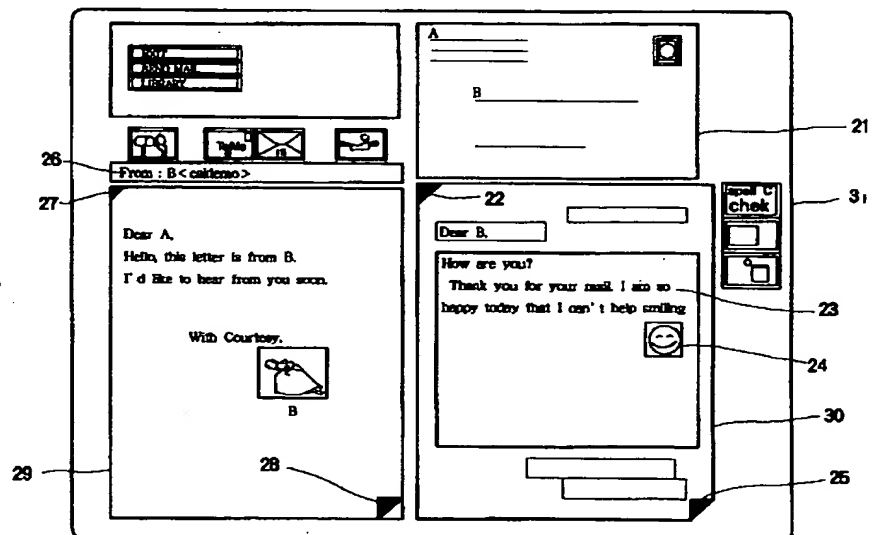 EXIT
SEND MAIL
LIBRARY
A
B
21
26
From : B <
27
22
spell C
chek
31
Dear A,
Hello, this letter is from B.
I'd like to hear from you soon.
With Courtesy,
B
Dear B,
How are you?
Thank you for your mail. I am so
happy today that I can't help smiling
23
24
30
29
28
25